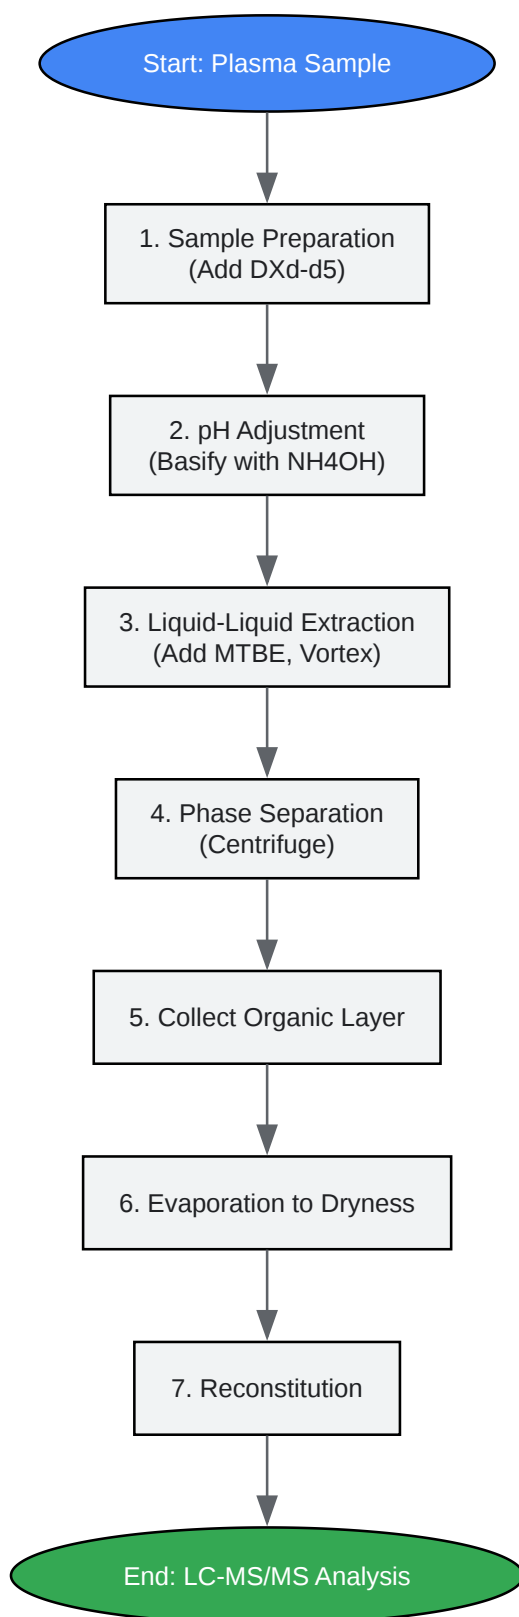 Start: Plasma Sample
1. Sample Preparation
(Add DXd-d5)
2. pH Adjustment
(Basify with NH4OH)
3. Liquid-Liquid Extraction
(Add MTBE, Vortex)
4. Phase Separation
(Centrifuge)
5. Collect Organic Layer
6. Evaporation to Dryness
7. Reconstitution
End: LC-MS/MS Analysis